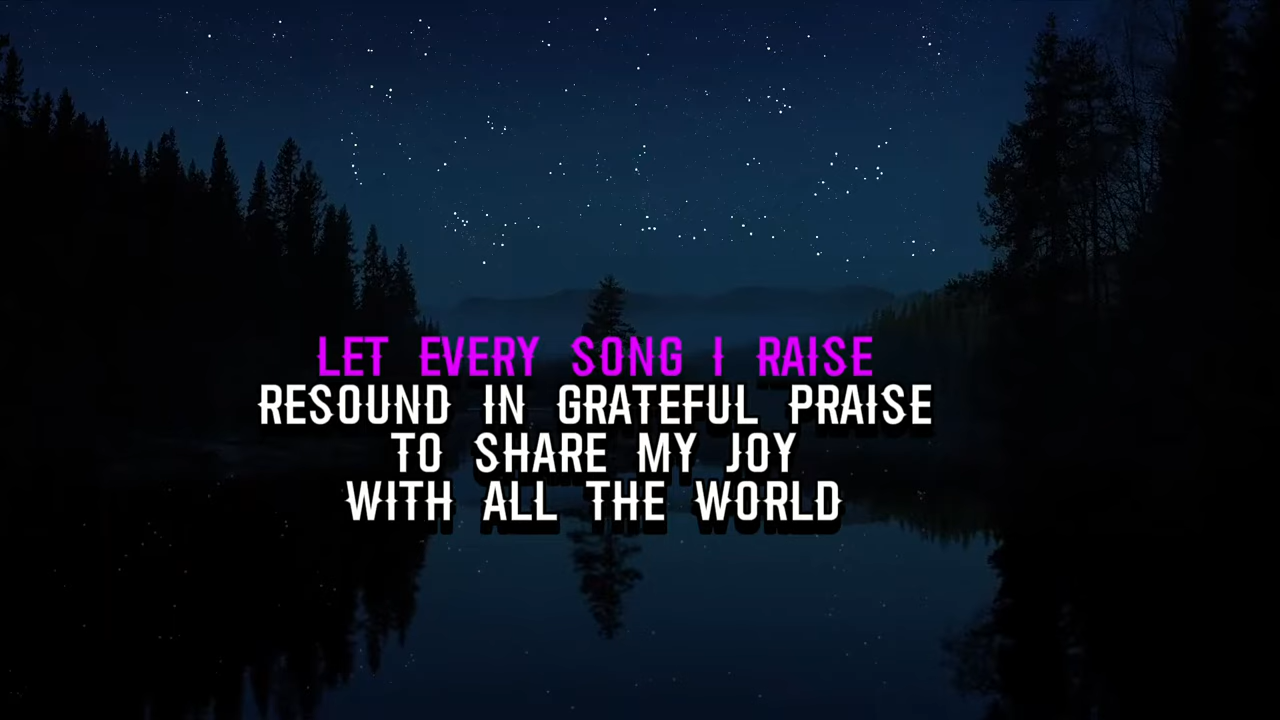 LET EVERY SONG I RAISE
RESOUND IN GRATEFUL PRAISE
TO SHARE MY JOY
WITH ALL THE WORLD